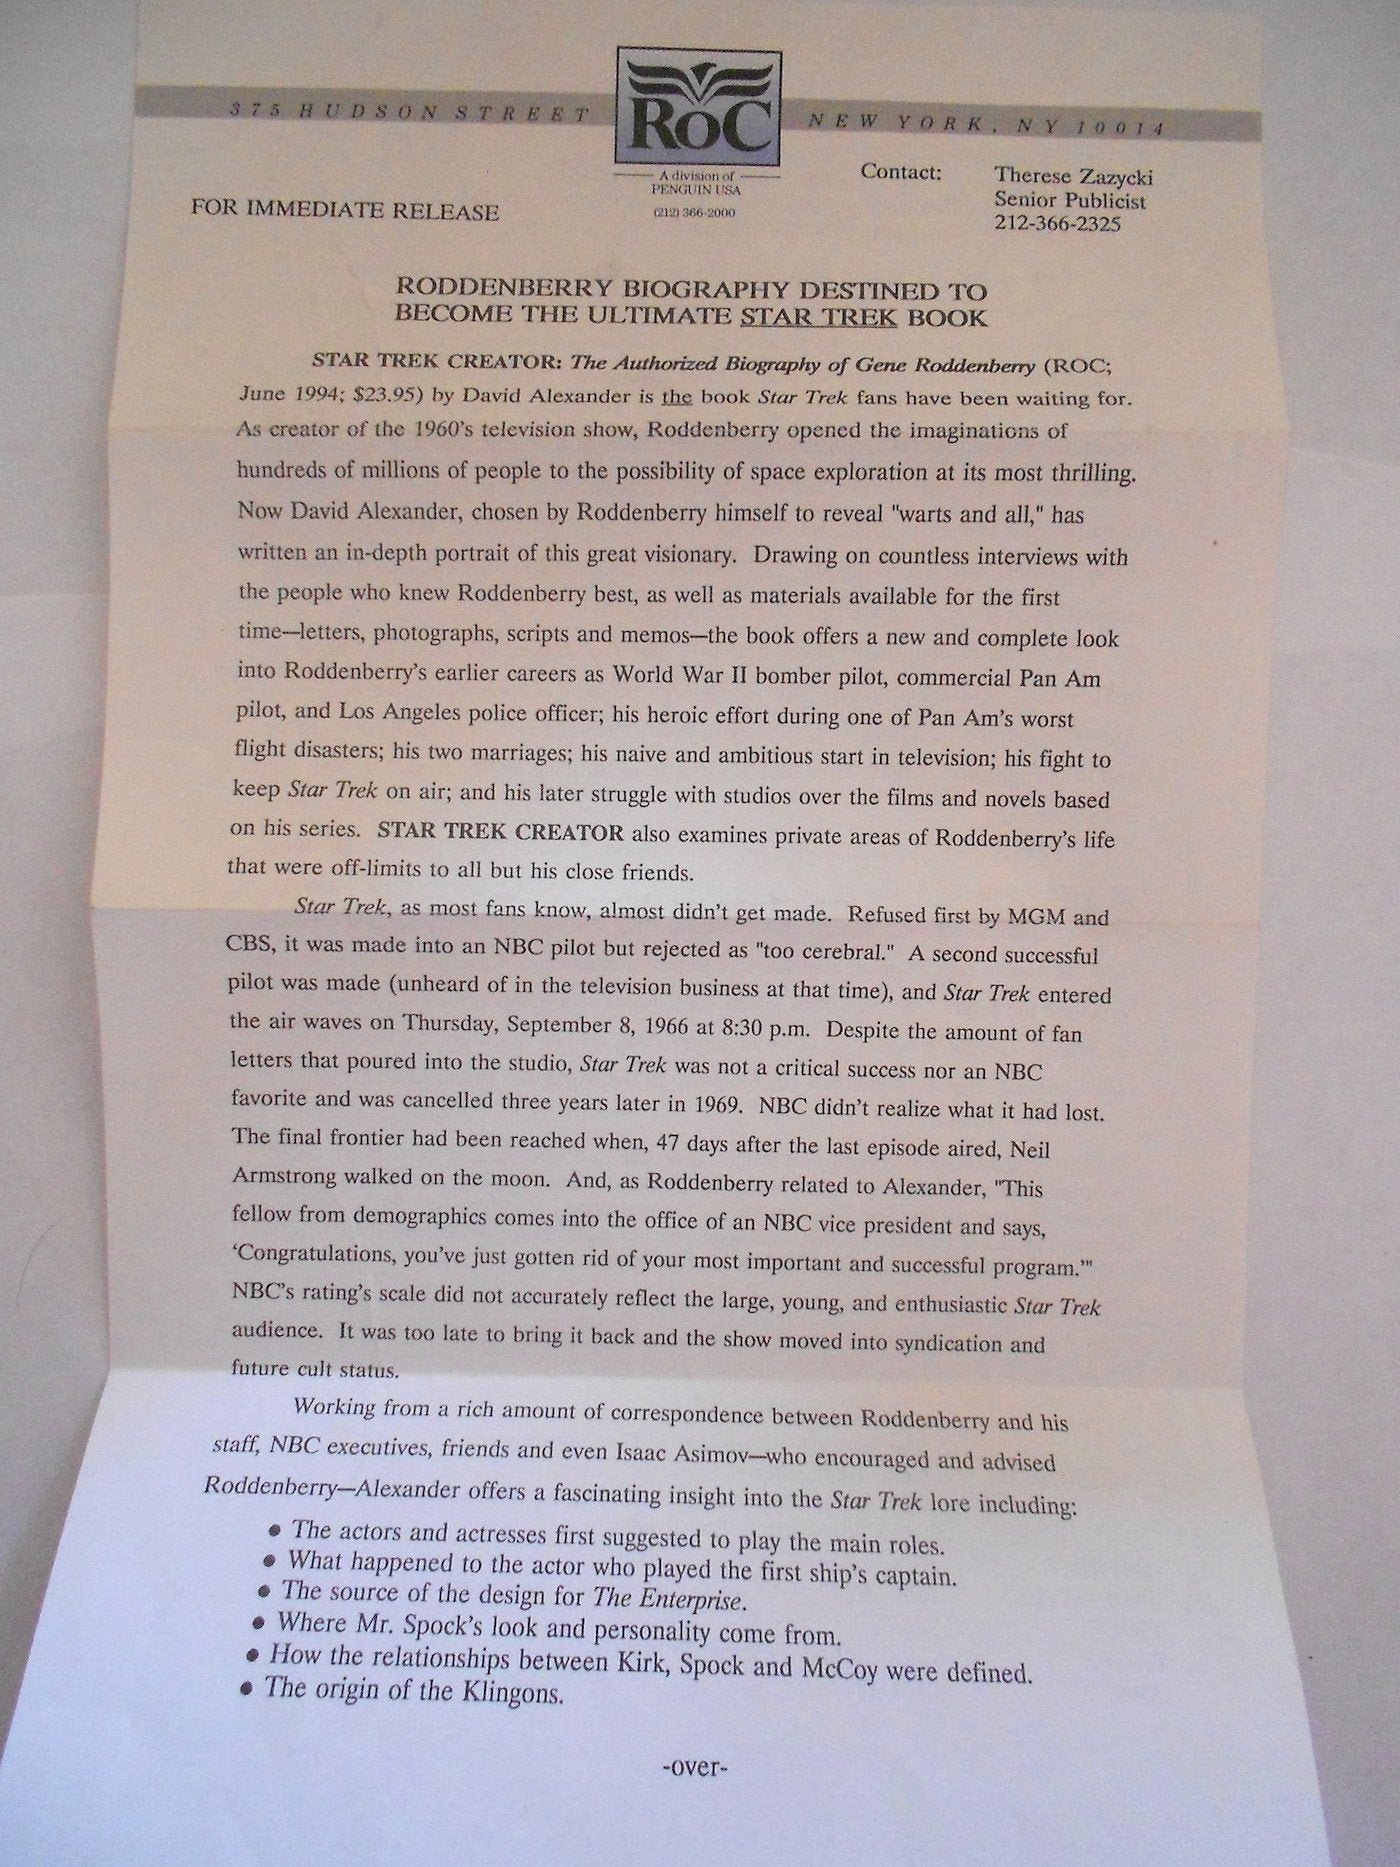 375 HUDSON STREET
ROC
NEW YORK, NY 10014
A division of
PENGUIN USA
(212) 366-2000
Contact: Therese Zazycki
Senior Publicist
212-366-2325
FOR IMMEDIATE RELEASE
RODDENBERRY BIOGRAPHY DESTINED TO
BECOME THE ULTIMATE STAR TREK BOOK
STAR TREK CREATOR: The Authorized Biography of Gene Roddenberry (ROC;
June 1994; $23.95) by David Alexander is the book Star Trek fans have been waiting for.
As creator of the 1960's television show, Roddenberry opened the imaginations of
hundreds of millions of people to the possibility of space exploration at its most thrilling.
Now David Alexander, chosen by Roddenberry himself to reveal "warts and all," has
written an in-depth portrait of this great visionary. Drawing on countless interviews with
the people who knew Roddenberry best, as well as materials available for the first
time—letters, photographs, scripts and memos—the book offers a new and complete look
into Roddenberry's earlier careers as World War II bomber pilot, commercial Pan Am
pilot, and Los Angeles police officer; his heroic effort during one of Pan Am's worst
flight disasters; his two marriages; his naive and ambitious start in television; his fight to
keep Star Trek on air; and his later struggle with studios over the films and novels based
on his series. STAR TREK CREATOR also examines private areas of Roddenberry's life
that were off-limits to all but his close friends.
Star Trek, as most fans know, almost didn't get made. Refused first by MGM and
CBS, it was made into an NBC pilot but rejected as "too cerebral." A second successful
pilot was made (unheard of in the television business at that time), and Star Trek entered
the air waves on Thursday, September 8, 1966 at 8:30 p.m. Despite the amount of fan
letters that poured into the studio, Star Trek was not a critical success nor an NBC
favorite and was cancelled three years later in 1969. NBC didn't realize what it had lost.
The final frontier had been reached when, 47 days after the last episode aired, Neil
Armstrong walked on the moon. And, as Roddenberry related to Alexander, "This
fellow from demographics comes into the office of an NBC vice president and says,
'Congratulations, you've just gotten rid of your most important and successful program.'"
NBC's rating's scale did not accurately reflect the large, young, and enthusiastic Star Trek
audience. It was too late to bring it back and the show moved into syndication and
future cult status.
Working from a rich amount of correspondence between Roddenberry and his
staff, NBC executives, friends and even Isaac Asimov—who encouraged and advised
Roddenberry—Alexander offers a fascinating insight into the Star Trek lore including:
● The actors and actresses first suggested to play the main roles.
● What happened to the actor who played the first ship's captain.
● The source of the design for The Enterprise.
● Where Mr. Spock's look and personality come from.
● How the relationships between Kirk, Spock and McCoy were defined.
● The origin of the Klingons.
-over-